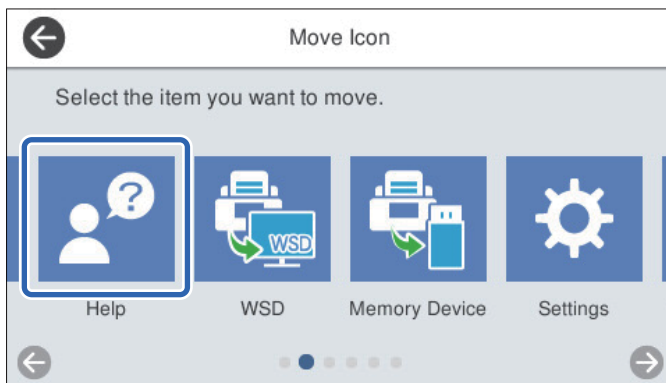 Move Icon
Select the item you want to move.
?
WSD
Help WSD Memory Device Settings